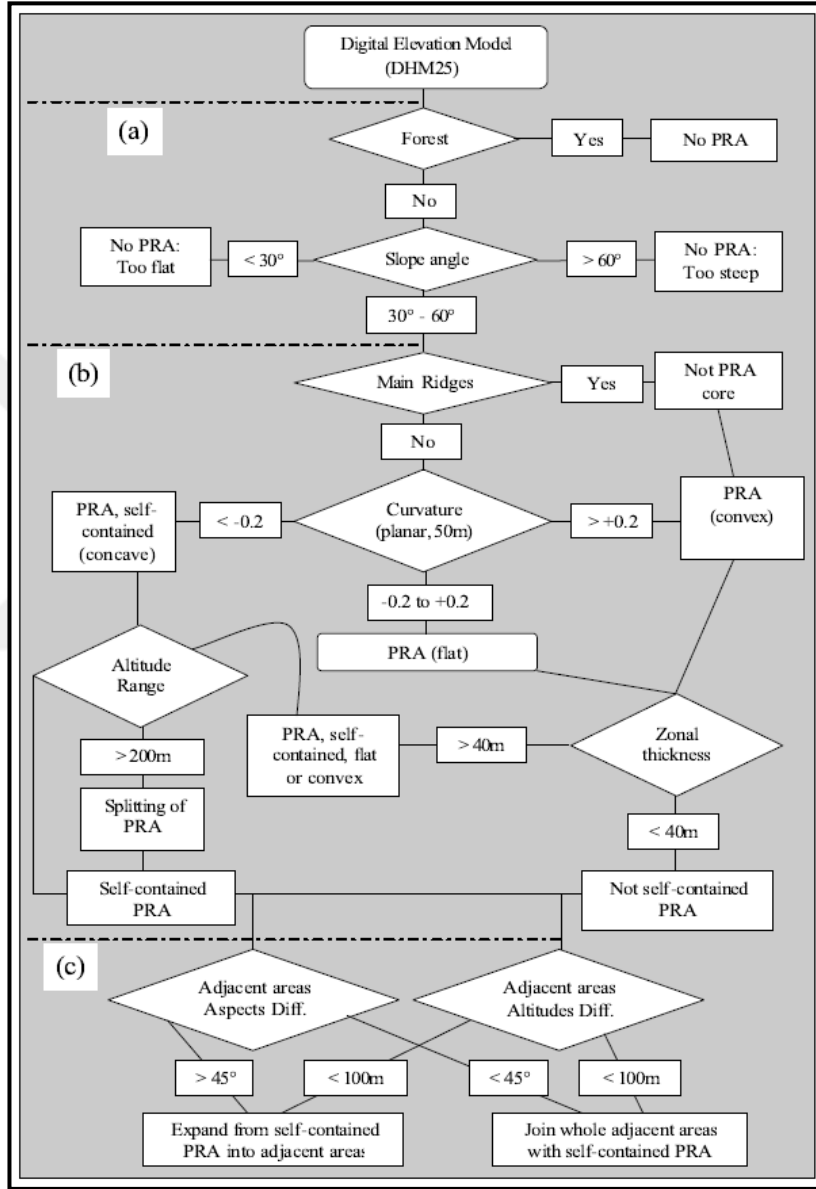 Digital Elevation Model
(DHM25)
(a)
Forest
Yes
No PRA
No
No PRA:
Too flat
< 30°
Slope angle
> 60°
No PRA:
Too steep
30° - 60°
(b)
Main Ridges
Yes
Not PRA
core
No
PRA, self-
contained
(concave)
< -0.2
Curvature
(planar, 50m)
> +0.2
PRA
(convex)
-0.2 to +0.2
PRA (flat)
Altitude
Range
PRA, self-
contained, flat
or convex
> 40m
Zonal
thickness
>200m
Splitting of
PRA
< 40m
Self-contained
PRA
Not self-contained
PRA
(c)
Adjacent areas
Aspects Diff.
Adjacent areas
Altitudes Diff.
> 45°
< 100m
< 45°
< 100m
Expand from self-contained
PRA into adjacent areas
Join whole adjacent areas
with self-contained PRA